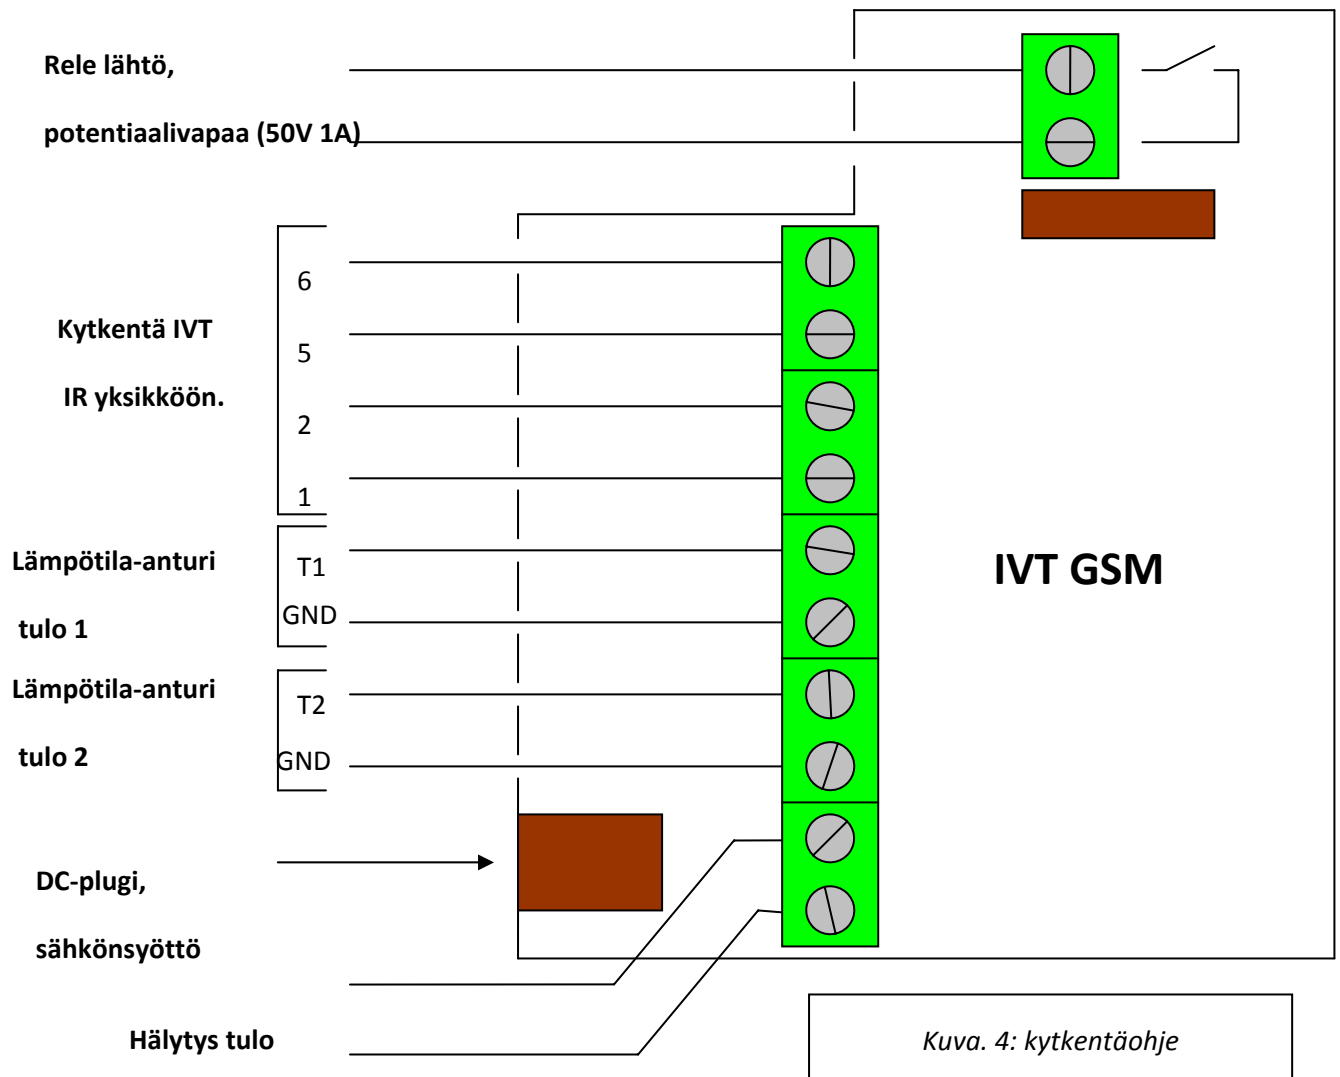 Rele lähtö,
potentiaalivapaa (50V 1A)
6
Kytkentä IVT
5
IR yksikköön.
2
1
Lämpötila-anturi
T1
GND
tulo 1
IVT GSM
Lämpötila-anturi
T2
tulo 2
GND
DC-plugi,
sähkönsyöttö
Hälytys tulo
Kuva. 4: kytkentäohje